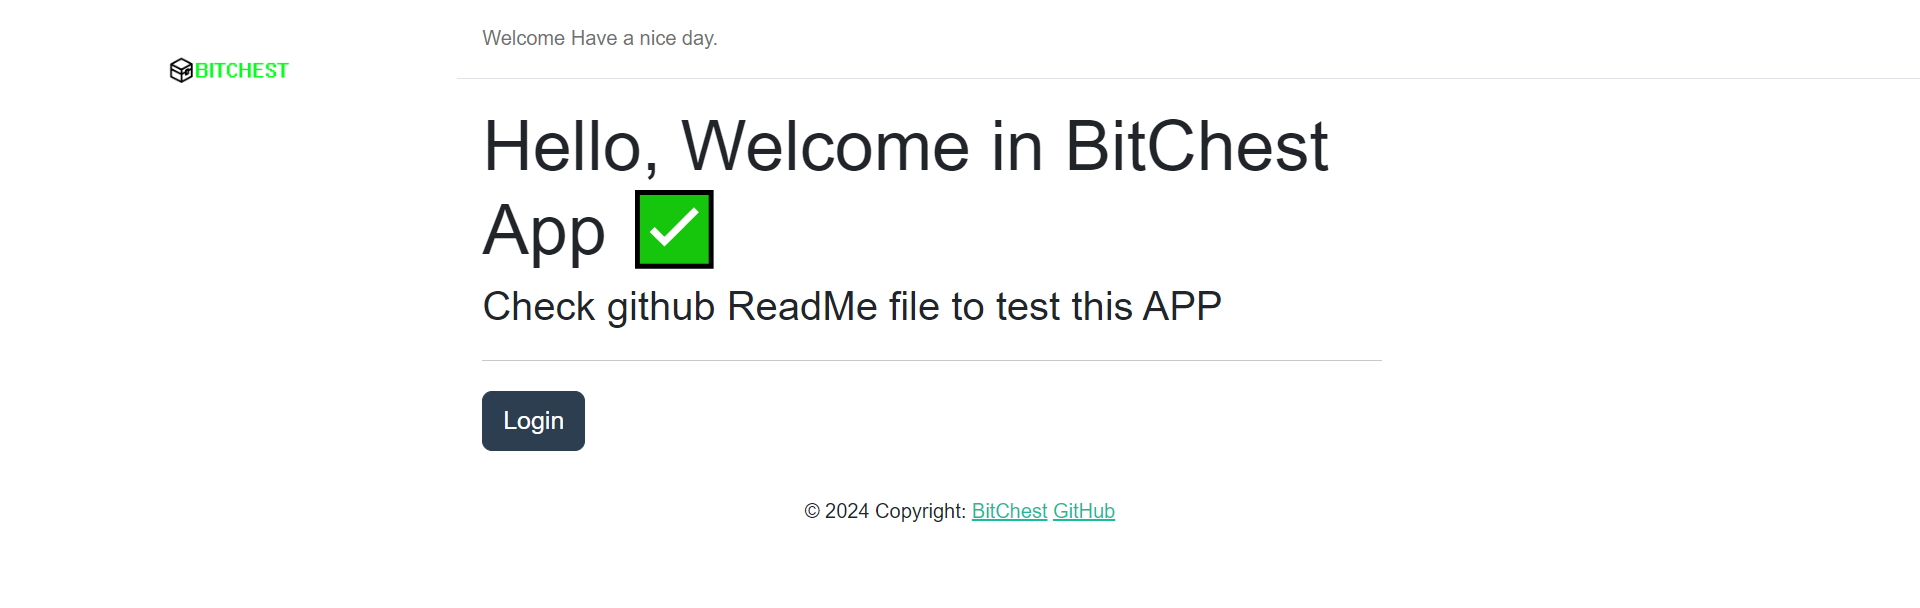 Welcome Have a nice day.
BITCHEST
Hello, Welcome in BitChest
App ✅
Check github ReadMe file to test this APP
Login
© 2024 Copyright: BitChest GitHub